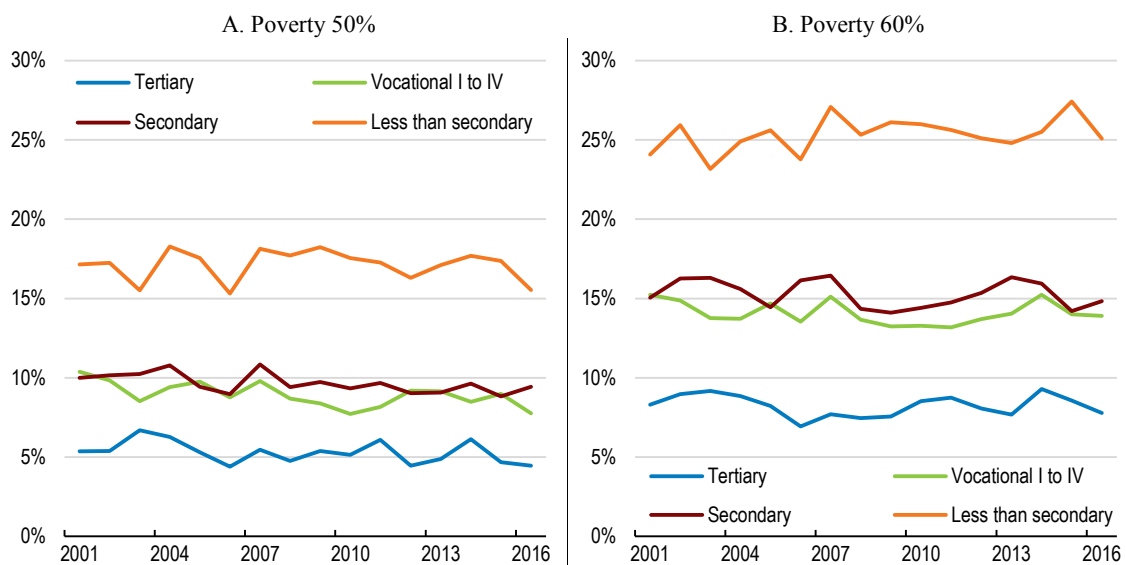 A. Poverty 50%
30%
25%
20%
15%
10%
5%
0%
Tertiary
Vocational I to IV
Secondary
Less than secondary
2001
2004
2007
2010
2013
2016
B. Poverty 60%
30%
25%
20%
15%
10%
5%
0%
Tertiary
Vocational I to IV
Secondary
Less than secondary
2001
2004
2007
2010
2013
2016